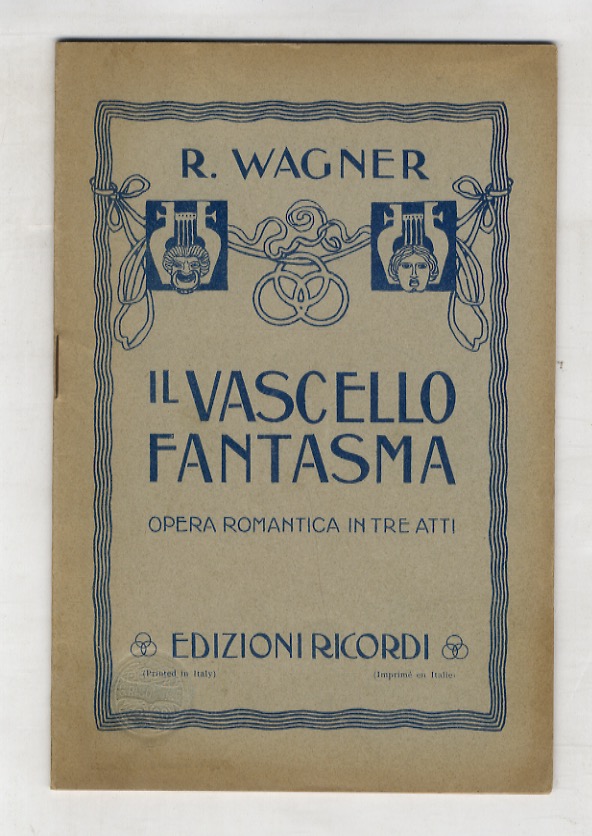 R. WAGNER
IL VASCELLO
FANTASMA
OPERA ROMANTICA IN TRE ATTI
EDIZIONI RICORDI
(Printed in Italy) (Imprimé en Italie)